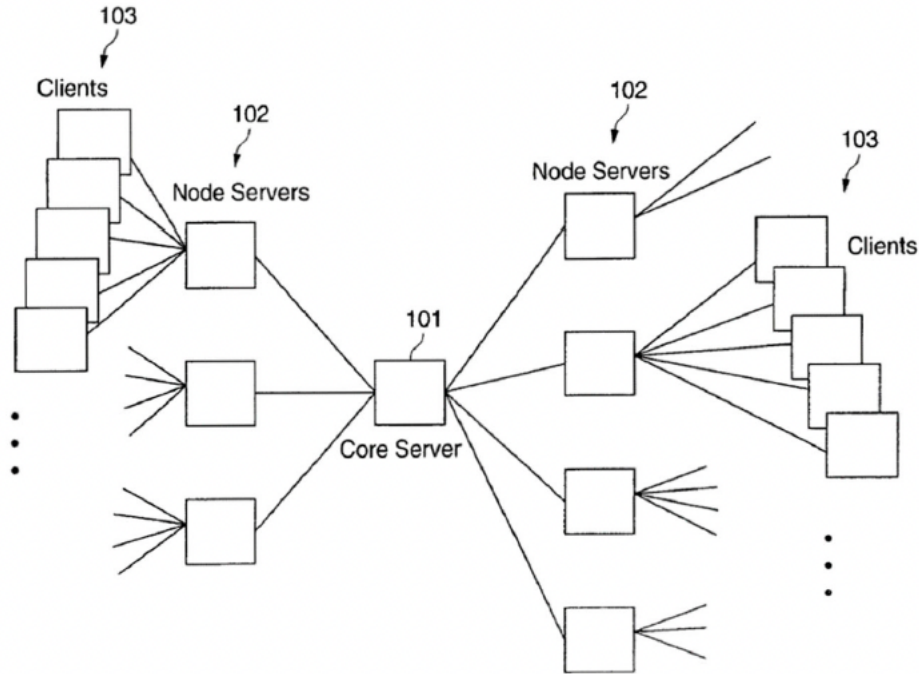 103
Clients
102
Node Servers
102
Node Servers
103
Clients
101
Core Server